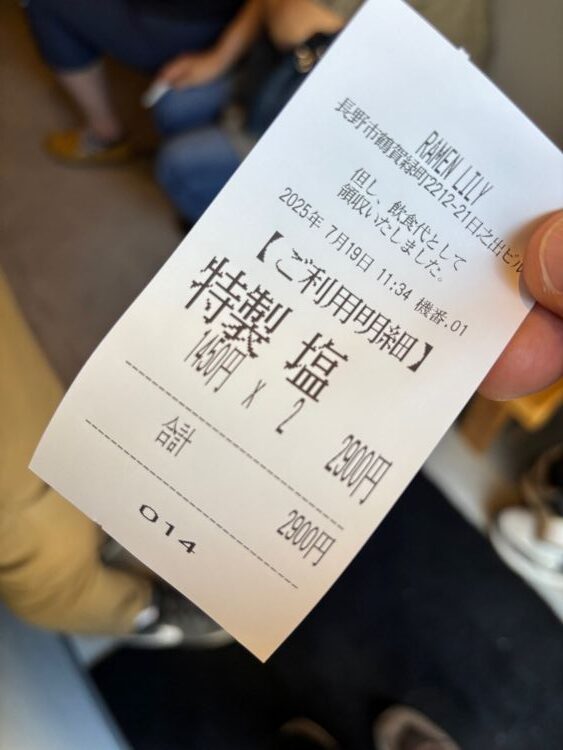 RAMEN LILY
長野市鶴賀緑町2212-21日之出ビル
但し、飲食代として
領収いたしました。
2025年 7月19日 11:34 機番.01
【ご利用明細】
特製 塩
1450円 x 2 2900円
合計 2900円
014